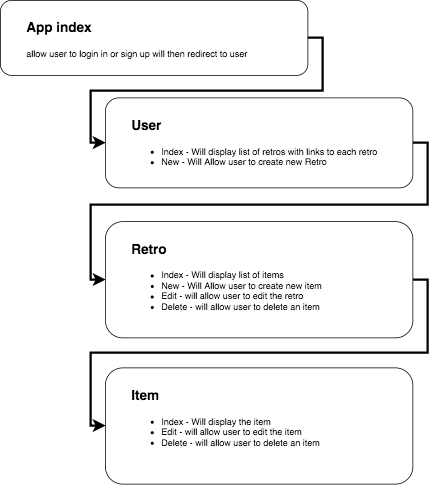 App index
allow user to login in or sign up will then redirect to user
User
• Index - Will display list of retros with links to each retro
• New - Will Allow user to create new Retro
Retro
• Index - Will display list of items
• New - Will Allow user to create new item
• Edit - will allow user to edit the retro
• Delete - will allow user to delete an item
Item
• Index - Will display the item
• Edit - will allow user to edit the item
• Delete - will allow user to delete an item